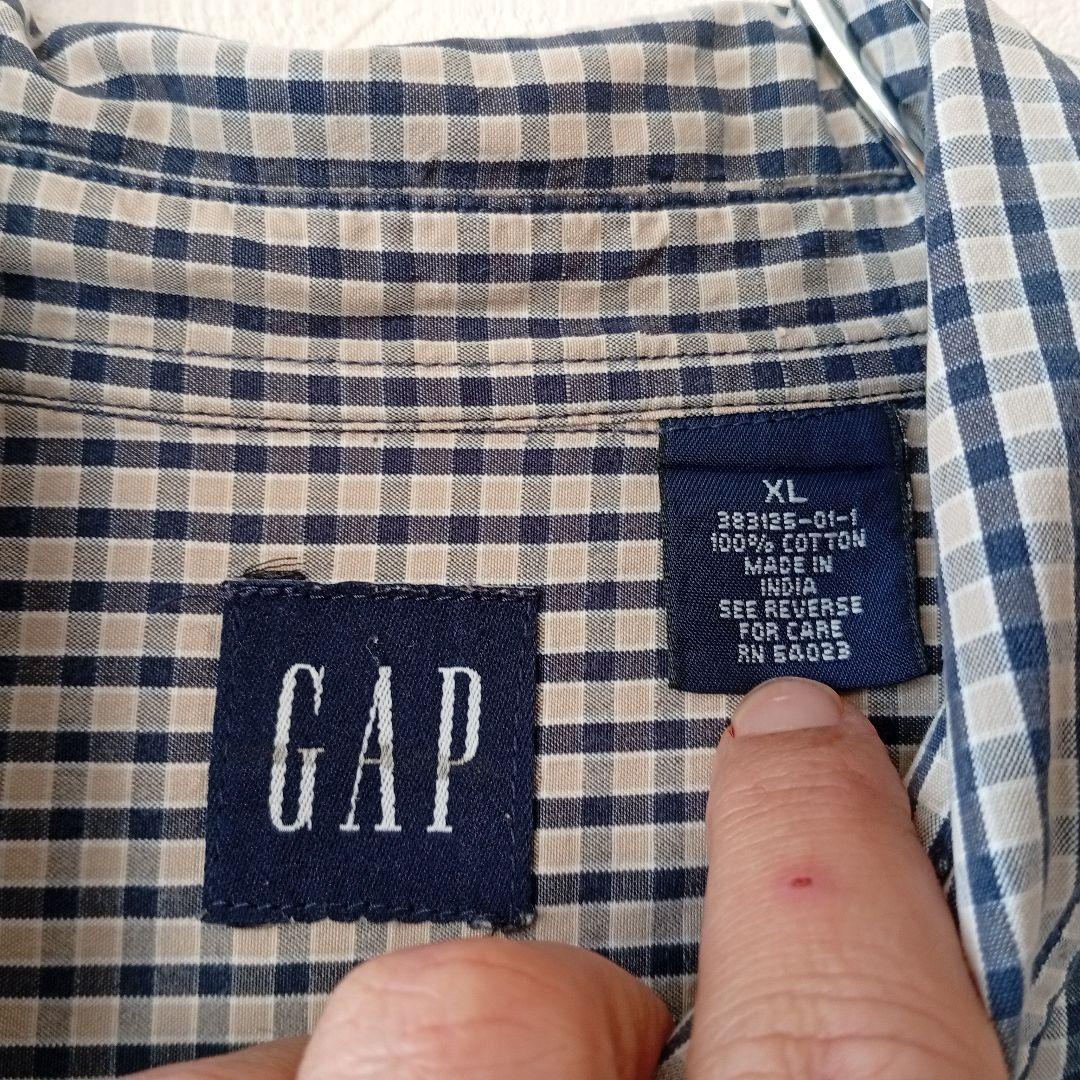 GAP
XL
383125-01-1
100% COTTON
MADE IN
INDIA
SEE REVERSE
FOR CARE
RN 54023